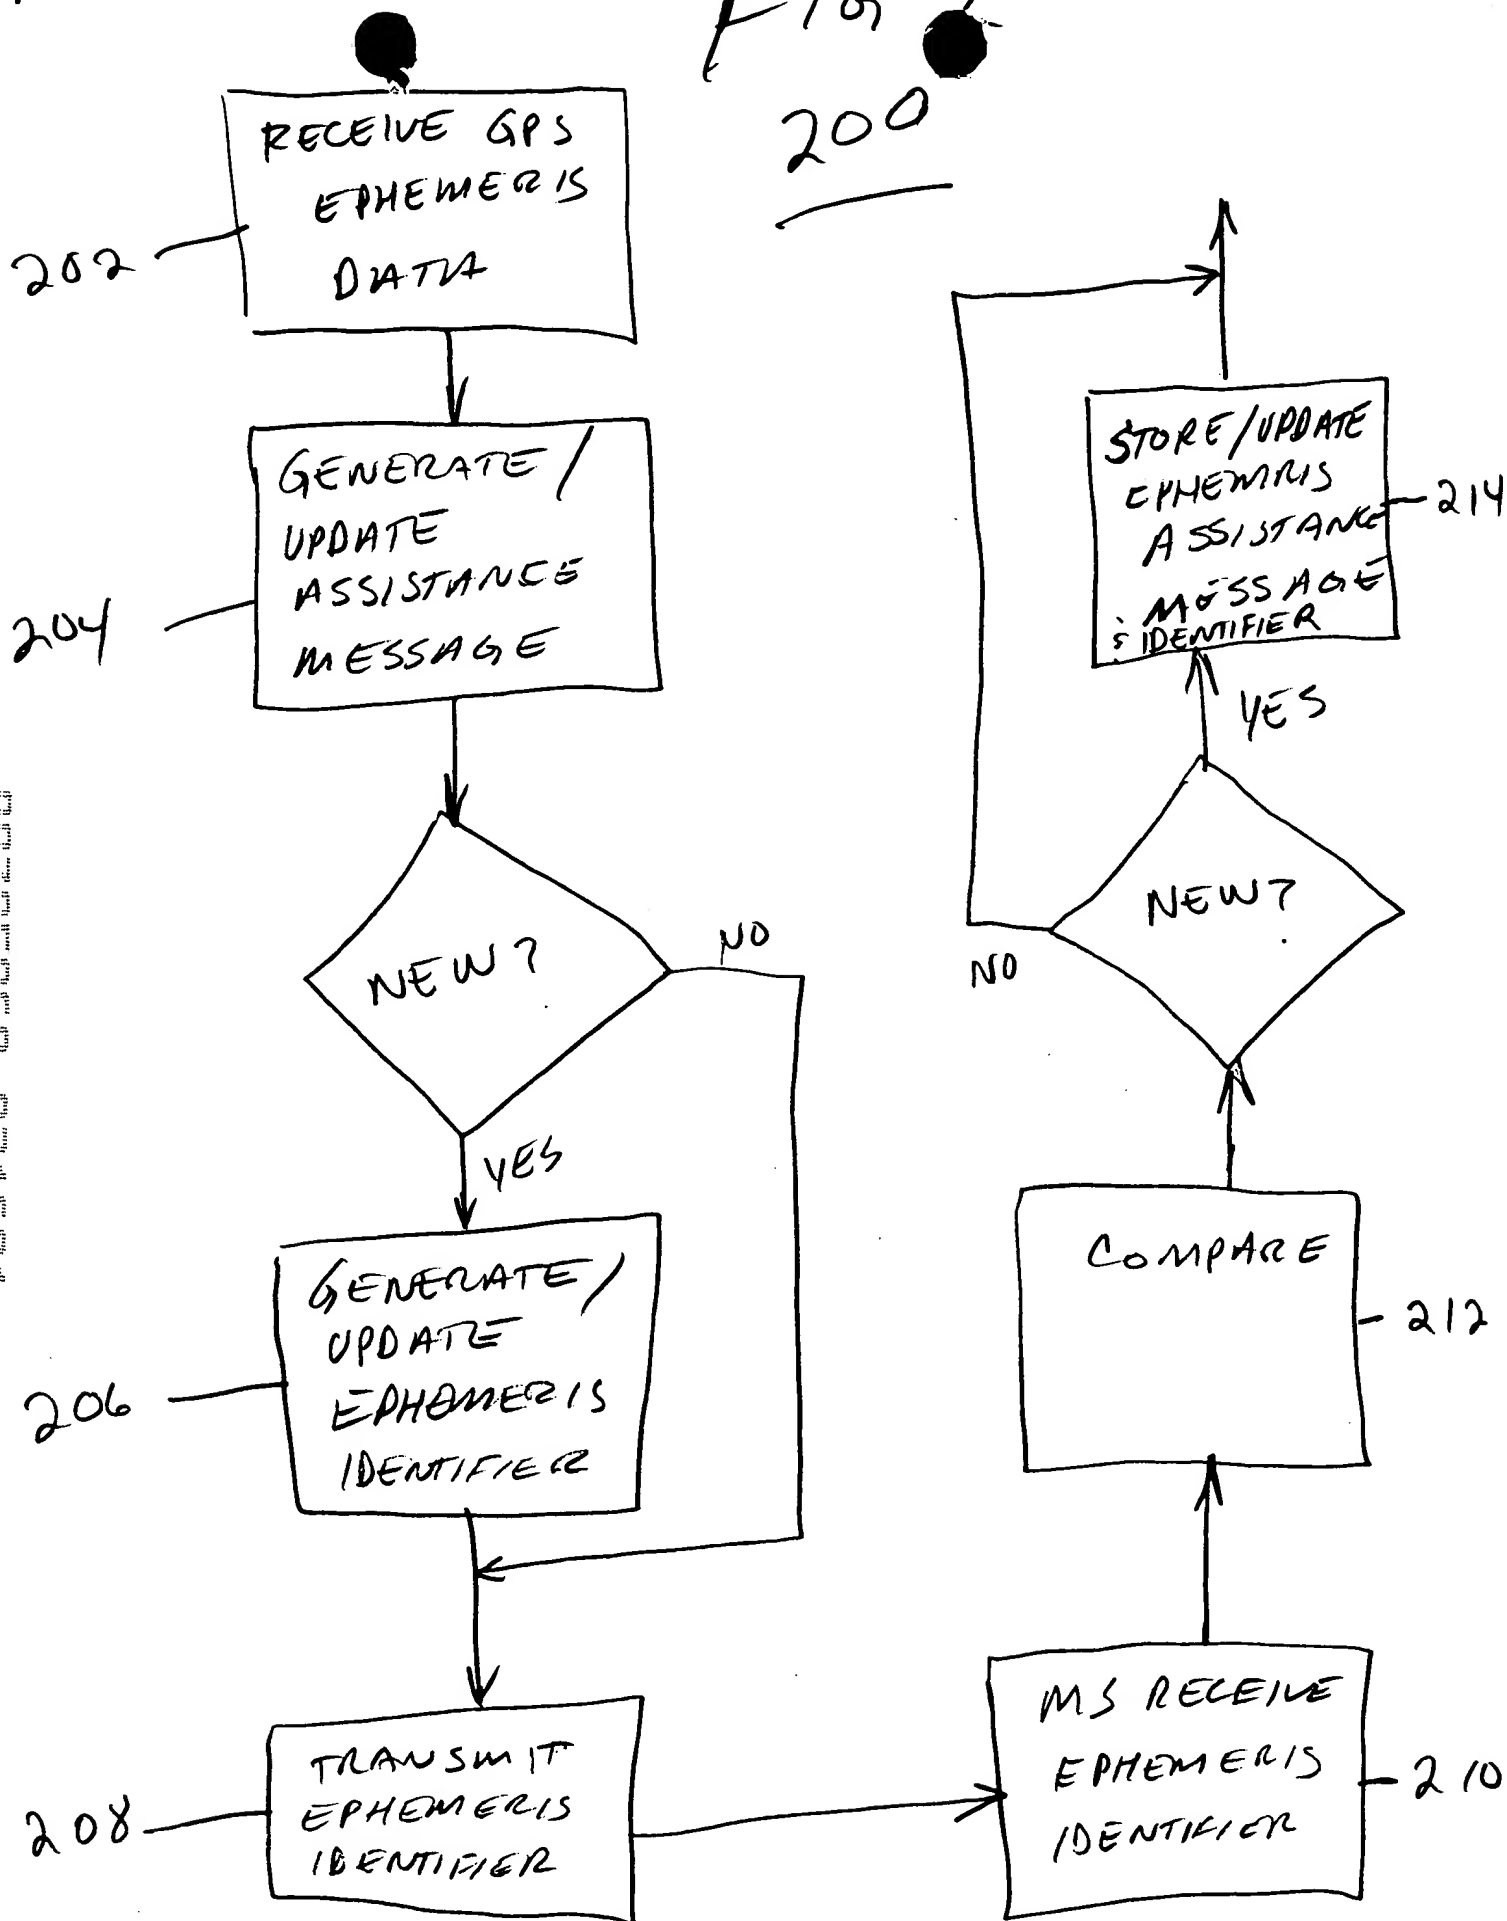 FIG
200
RECEIVE GPS
EPHEMERIS
DATA
202
GENERATE/
UPDATE
ASSISTANCE
MESSAGE
204
NEW?
NO
YES
GENERATE/
UPDATE
EPHEMERIS
IDENTIFIER
206
TRANSMIT
EPHEMERIS
IDENTIFIER
208
MS RECEIVE
EPHEMERIS
IDENTIFIER
210
COMPARE
212
NEW?
NO
YES
STORE/UPDATE
EPHEMRIS
ASSISTANCE
MESSAGE
& IDENTIFIER
214